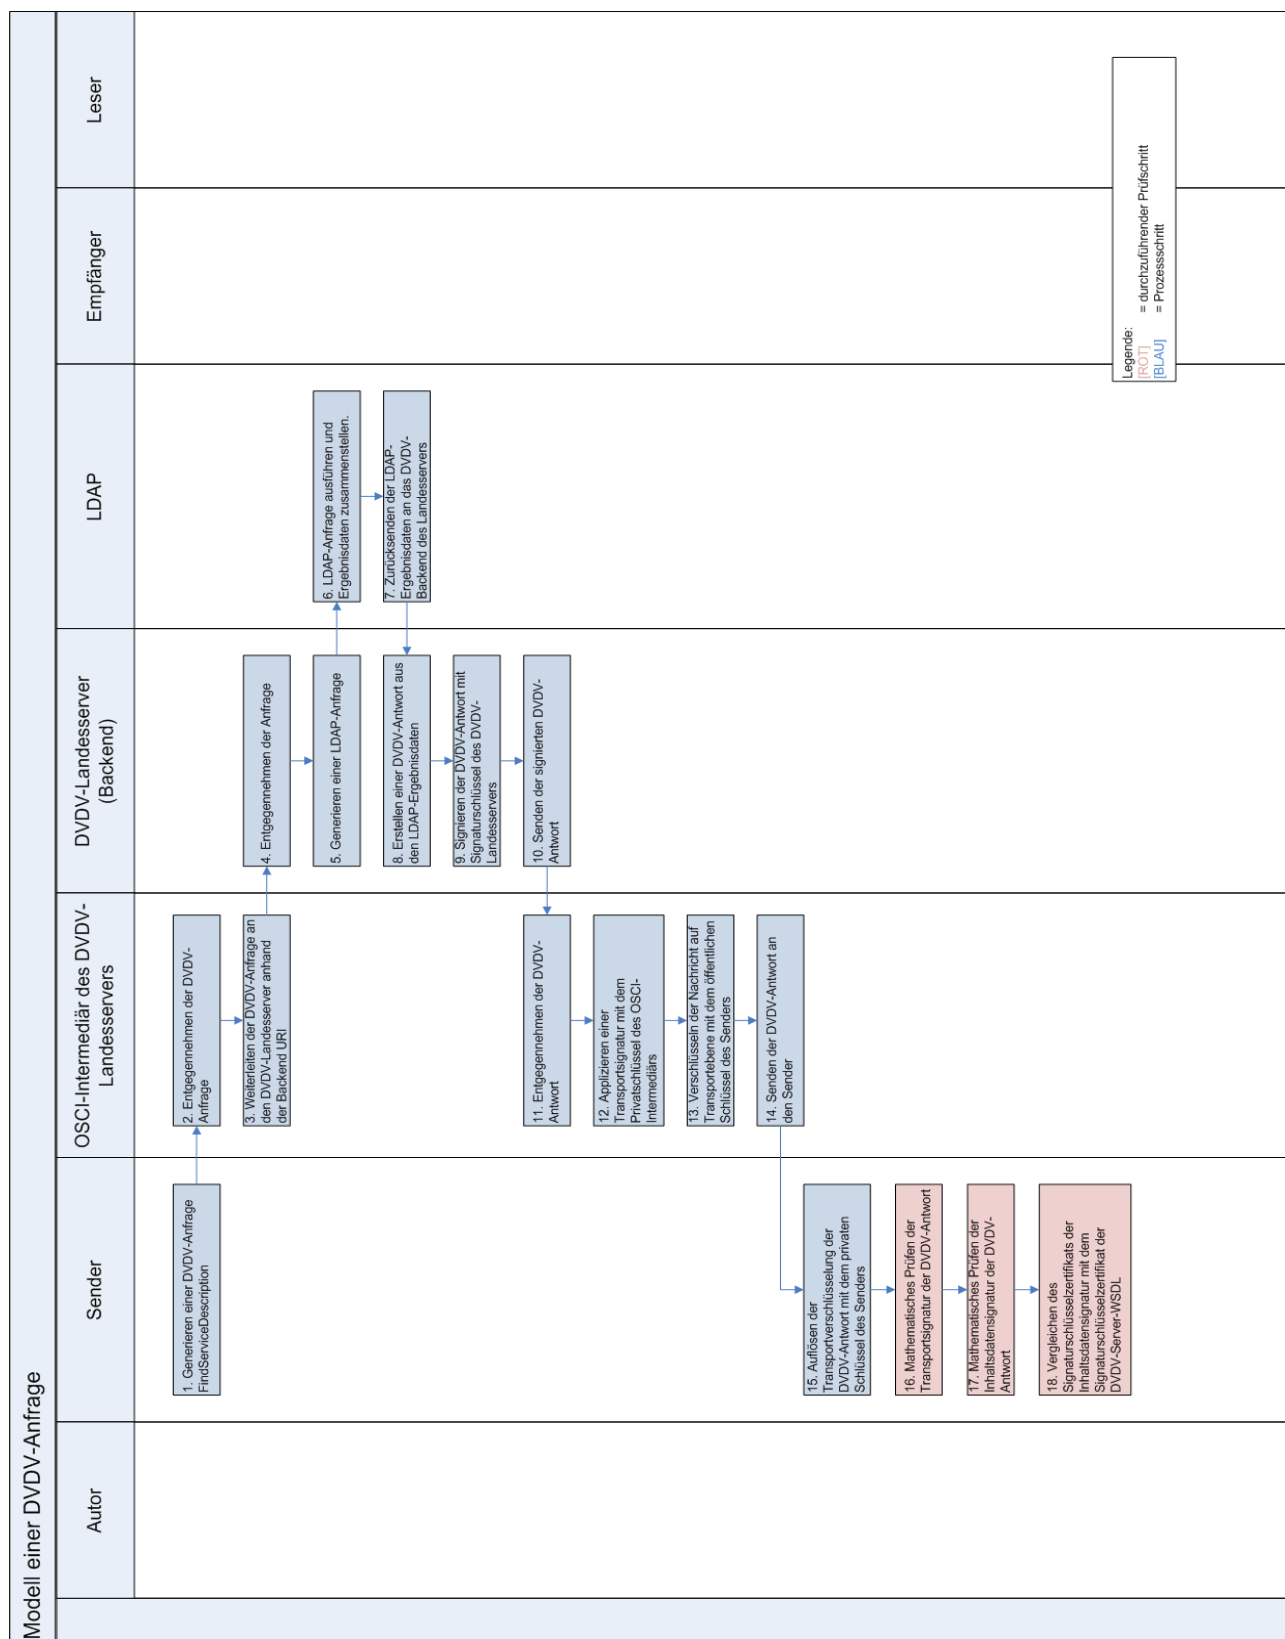 Modell einer DVDV-Anfrage
Autor
Sender
OSCI-Intermediär des DVDV-
Landesservers
DVDV-Landesserver
(Backend)
LDAP
Empfänger
Leser
1. Generieren einer DVDV-Anfrage
FindServiceDescription
2. Entgegennehmen der DVDV-
Anfrage
3. Weiterleiten der DVDV-Anfrage an
den DVDV-Landesserver anhand
der Backend URI
4. Entgegennehmen der Anfrage
5. Generieren einer LDAP-Anfrage
6. LDAP-Anfrage ausführen und
Ergebnisdaten zusammenstellen.
7. Zurücksenden der LDAP-
Ergebnisdaten an das DVDV-
Backend des Landesservers
8. Erstellen einer DVDV-Antwort aus
den LDAP-Ergebnisdaten
9. Signieren der DVDV-Antwort mit
Signaturschlüssel des DVDV-
Landesservers
10. Senden der signierten DVDV-
Antwort
11. Entgegennehmen der DVDV-
Antwort
12. Applizieren einer
Transportsignatur mit dem
Privatschlüssel des OSCI-
Intermediärs
13. Verschlüsseln der Nachricht auf
Transportebene mit dem öffentlichen
Schlüssel des Senders
14. Senden der DVDV-Antwort an
den Sender
15. Auflösen der
Transportverschlüsselung der
DVDV-Antwort mit dem privaten
Schlüssel des Senders
16. Mathematisches Prüfen der
Transportsignatur der DVDV-Antwort
17. Mathematisches Prüfen der
Inhaltsdatensignatur der DVDV-
Antwort
18. Vergleichen des
Signaturschlüsselzertifikats der
Inhaltsdatensignatur mit dem
Signaturschlüsselzertifikat der
DVDV-Server-WSDL
Legende:
[ROT] = durchzuführender Prüfschritt
[BLAU] = Prozessschritt